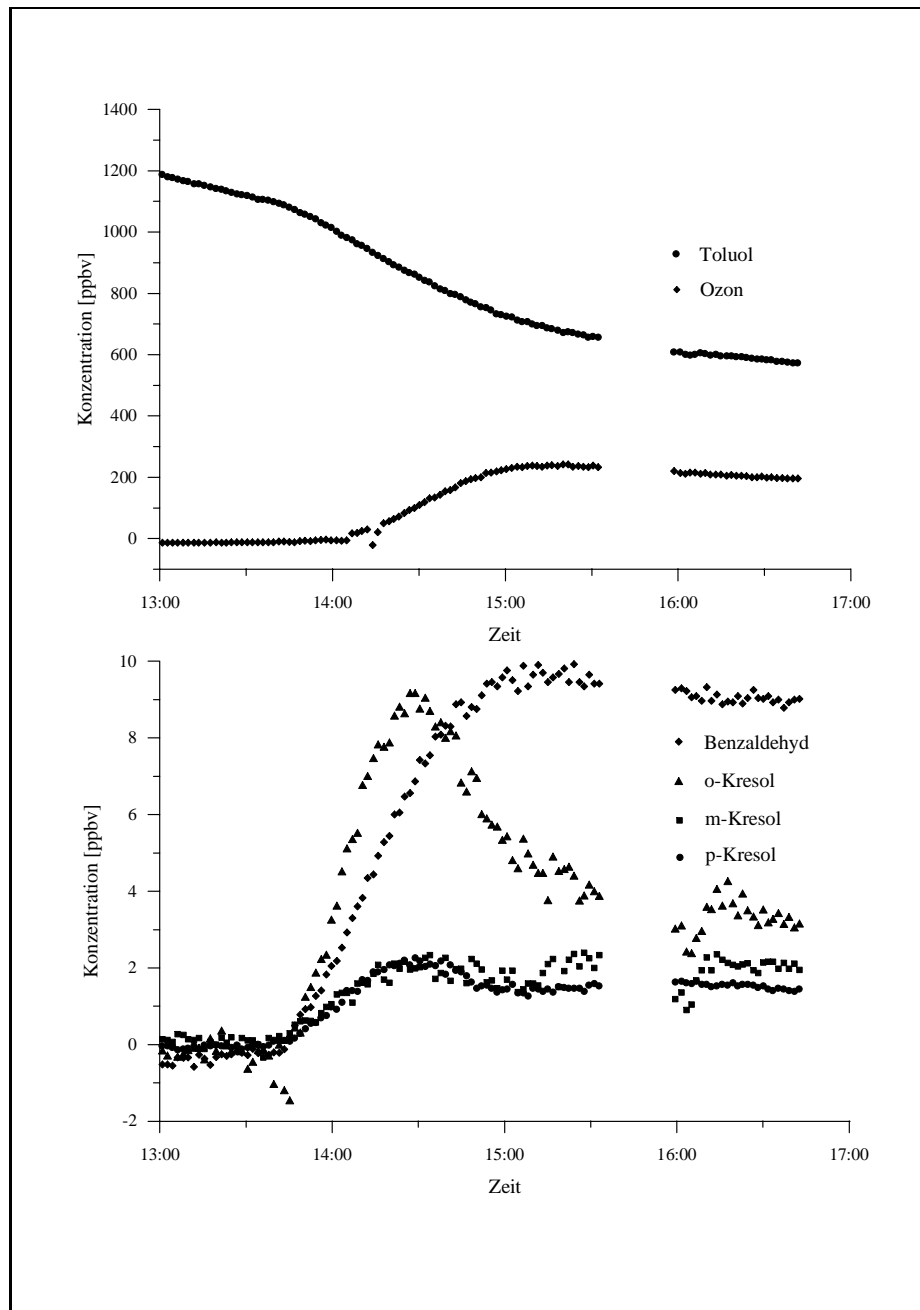 1400
1200
1000
800
600
400
200
0
Konzentration [ppbv]
Toluol
Ozon
13:00 14:00 15:00 16:00 17:00
Zeit
10
8
6
4
2
0
-2
Konzentration [ppbv]
Benzaldehyd
o-Kresol
m-Kresol
p-Kresol
13:00 14:00 15:00 16:00 17:00
Zeit